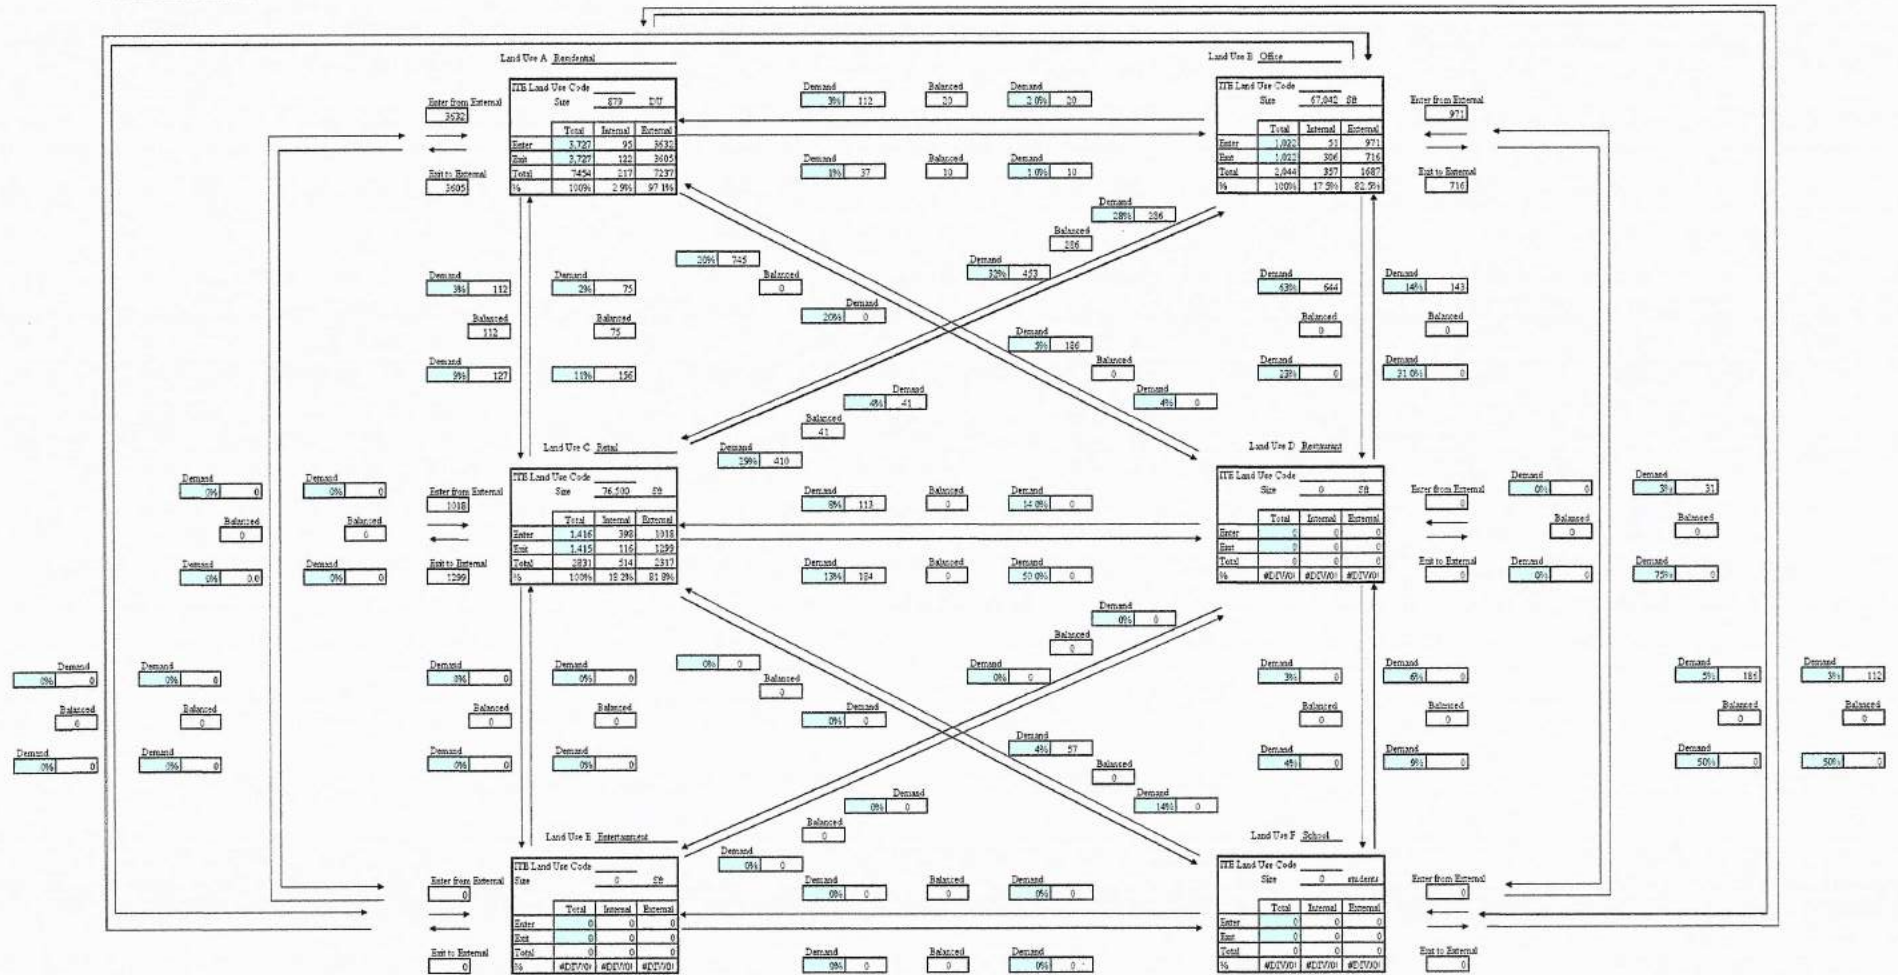 Land Use A Residential
ITE Land Use Code
Size 879 DU
Total Internal External
Enter 3,727 95 3632
Exit 3,727 122 3605
Total 7454 217 7237
% 100% 2.9% 97.1%
Enter from External
3632
Exit to External
3605
Demand Balanced Demand
3% 112 20 2.0% 20
1% 37 10 1.0% 10
Land Use B Office
ITE Land Use Code
Size 67,042 Sft
Total Internal External
Enter 1,022 51 971
Exit 1,022 306 716
Total 2,044 357 1687
% 100% 17.5% 82.5%
Enter from External
971
Exit to External
716
Demand
28% 286
Balanced
286
Demand
32% 453
20% 745
Balanced
0
Demand
20% 0
Demand Demand
3% 112 2% 75
Balanced Balanced
112 75
Demand
9% 127 11% 156
Demand Demand
63% 644 14% 143
Balanced Balanced
0 0
Demand Demand
23% 0 31.0% 0
Demand
5% 186
Balanced
0
Demand
4% 0
Demand
4% 41
Balanced
41
Demand
29% 410
Land Use C Retail
ITE Land Use Code
Size 76,500 Sft
Total Internal External
Enter 1,416 398 1018
Exit 1,415 116 1299
Total 2831 514 2317
% 100% 18.2% 81.8%
Enter from External
1018
Exit to External
1299
Demand Balanced Demand
8% 113 0 14.0% 0
Demand Balanced Demand
13% 184 0 50.0% 0
Land Use D Restaurant
ITE Land Use Code
Size 0 Sft
Total Internal External
Enter 0 0 0
Exit 0 0 0
Total 0 0 0
% #DIV/0! #DIV/0! #DIV/0!
Enter from External
0
Exit to External
0
Demand Demand
0% 0 0% 0
Balanced Balanced
0 0
Demand Demand
0% 0.0 0% 0
Demand Demand
0% 0 3% 31
Balanced Balanced
0 0
0% 0 75% 0
Demand
0% 0
Balanced
0
Demand
0% 0
0% 0
Balanced
0
Demand
0% 0
Demand Demand
0% 0 0% 0
Balanced Balanced
0
Demand Demand
0% 0 0% 0
Demand Demand
0% 0 0% 0
Balanced Balanced
0 0
Demand Demand
0% 0 0% 0
Demand Demand
3% 0 6% 0
Balanced Balanced
0 0
Demand Demand
4% 0 9% 0
Demand Demand
5% 186 3% 112
Balanced Balanced
0 0
Demand
50% 0 50% 0
Demand
4% 57
Balanced
0
Demand
14% 0
Demand
0% 0
Balanced
0
Demand
0% 0
Land Use E Entertainment
ITE Land Use Code
Size 0 Sft
Total Internal External
Enter 0 0 0
Exit 0 0 0
Total 0 0 0
% #DIV/0! #DIV/0! #DIV/0!
Enter from External
0
Exit to External
0
Demand Balanced Demand
0% 0 0 0% 0
Demand Balanced Demand
0% 0 0 0% 0
Land Use F School
ITE Land Use Code
Size 0 students
Total Internal External
Enter 0 0 0
Exit 0 0 0
Total 0 0 0
% #DIV/0! #DIV/0! #DIV/0!
Enter from External
0
Exit to External
0